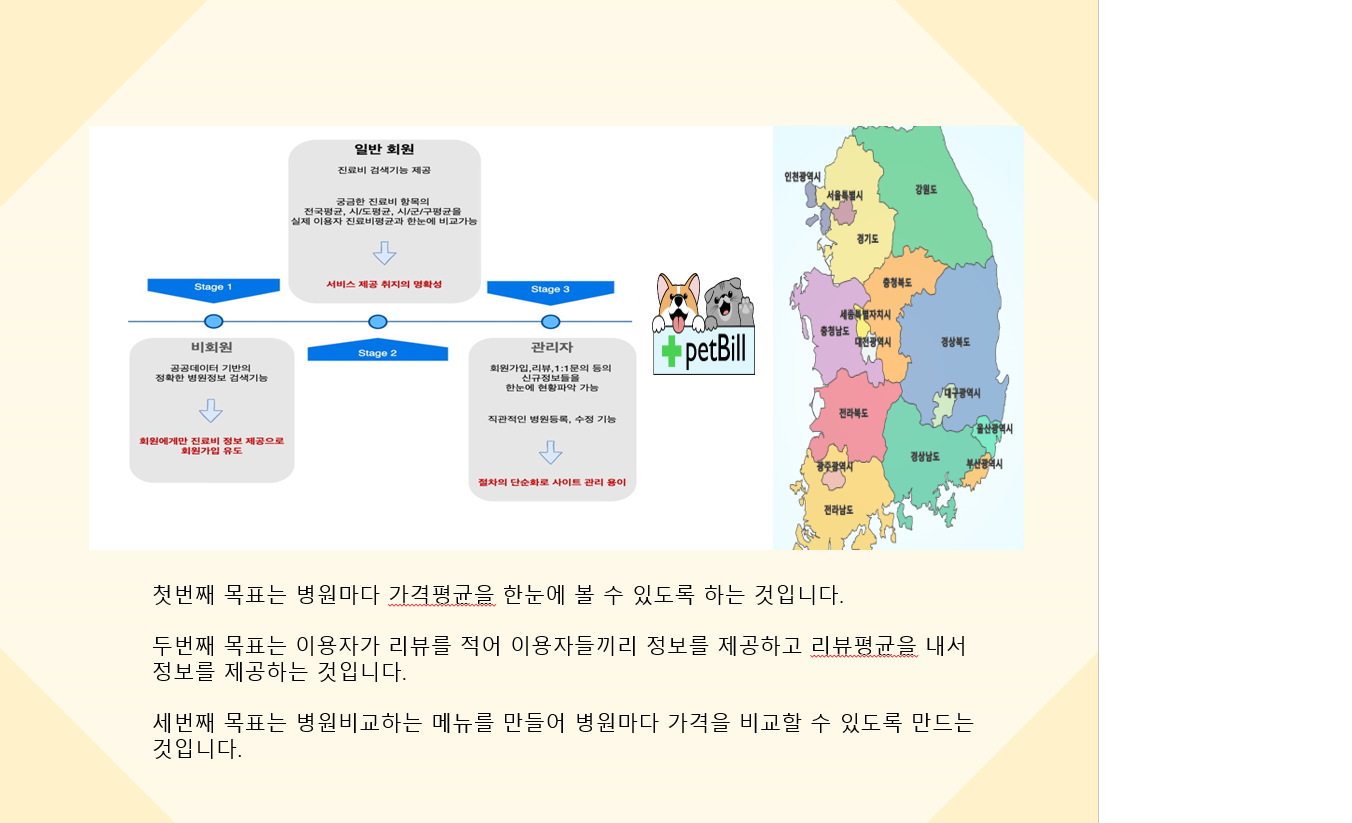 일반 회원
진료비 검색기능 제공
궁금한 진료비 항목의
전국평균, 시/도평균, 시/군/구평균을
실제 이용자 진료비평균과 한눈에 비교가능
서비스 제공 취지의 명확성
Stage 1
Stage 2
Stage 3
비회원
공공데이터 기반의
정확한 병원정보 검색기능
회원에게만 진료비 정보 제공으로
회원가입 유도
관리자
회원가입,리뷰,1:1문의 등의
신규정보들을
한눈에 현황파악 가능
직관적인 병원등록, 수정 기능
절차의 단순화로 사이트 관리 용이
petBill
인천광역시
서울특별시
강원도
경기도
충청북도
세종특별자치시
충청남도
대전광역시
경상북도
대구광역시
전라북도
울산광역시
경상남도
부산광역시
광주광역시
전라남도
첫번째 목표는 병원마다 가격평균을 한눈에 볼 수 있도록 하는 것입니다.
두번째 목표는 이용자가 리뷰를 적어 이용자들끼리 정보를 제공하고 리뷰평균을 내서
정보를 제공하는 것입니다.
세번째 목표는 병원비교하는 메뉴를 만들어 병원마다 가격을 비교할 수 있도록 만드는
것입니다.